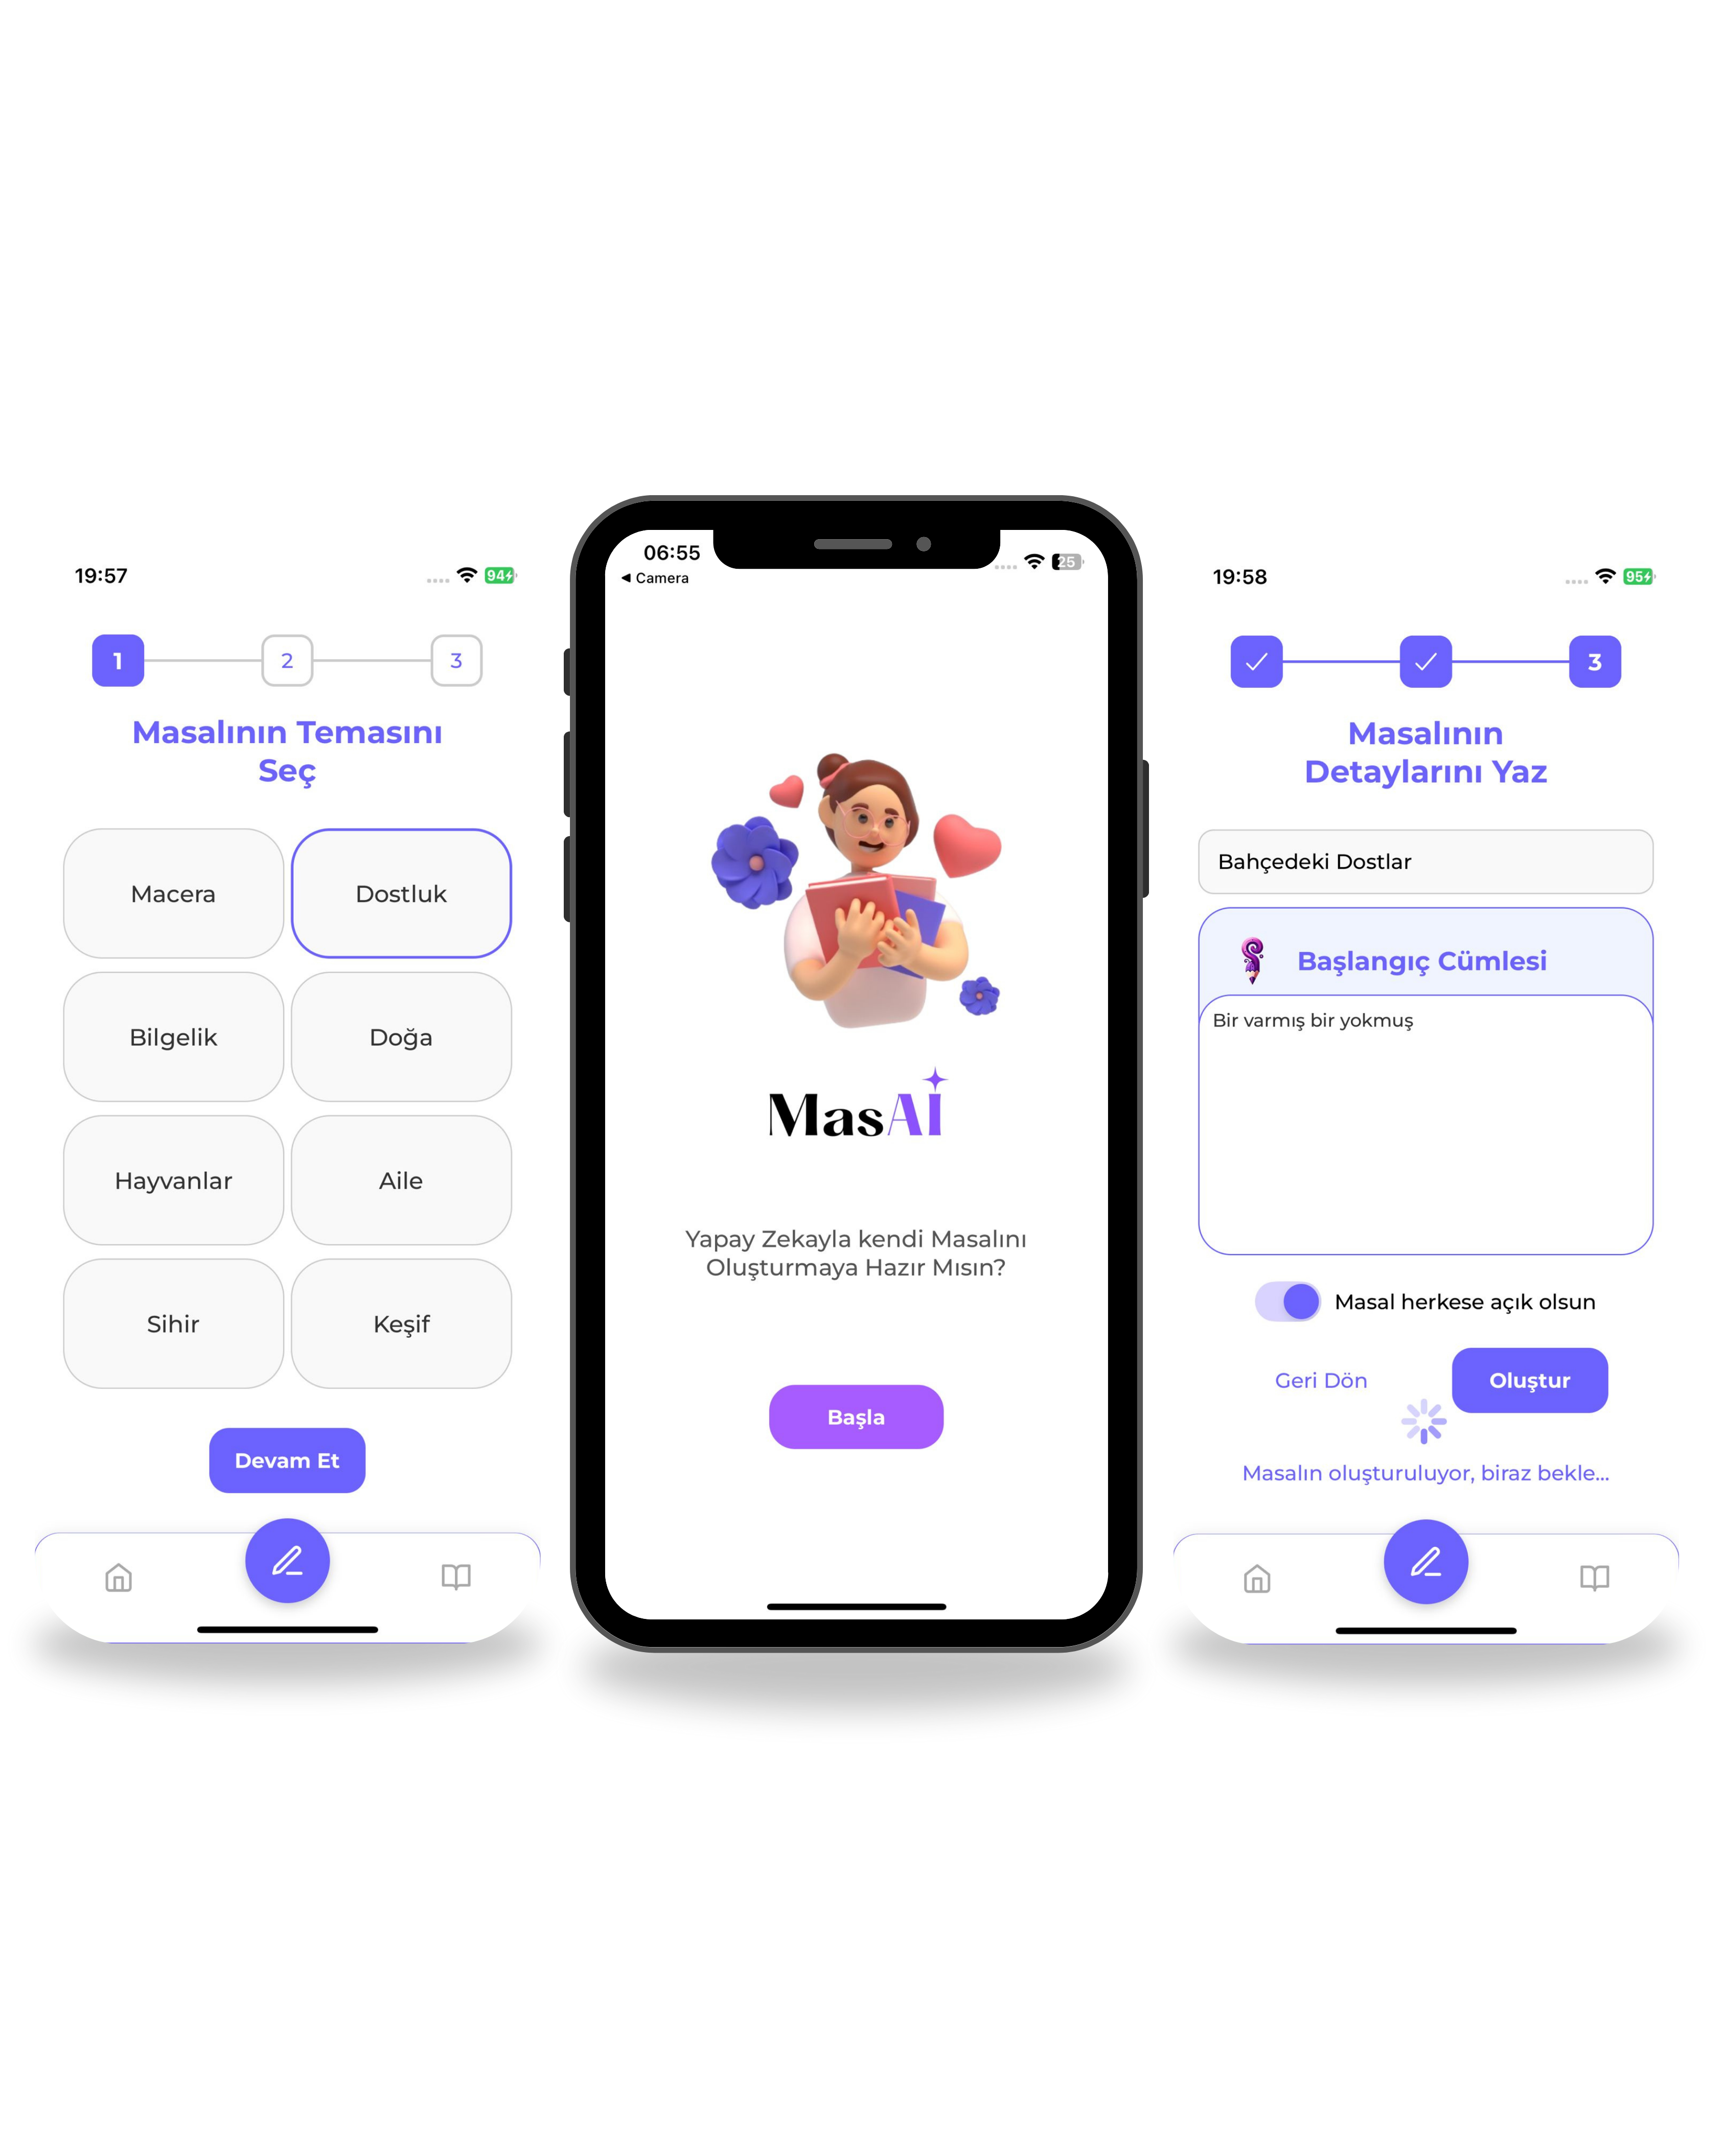 19:57
94
1
2
3
Masalının Temasını
Seç
Macera
Dostluk
Bilgelik
Doğa
Hayvanlar
Aile
Sihir
Keşif
Devam Et
06:55
25
◀ Camera
MasAI
Yapay Zekayla kendi Masalını
Oluşturmaya Hazır Mısın?
Başla
19:58
95
3
Masalının
Detaylarını Yaz
Bahçedeki Dostlar
Başlangıç Cümlesi
Bir varmış bir yokmuş
Masal herkese açık olsun
Geri Dön
Oluştur
Masalın oluşturuluyor, biraz bekle...